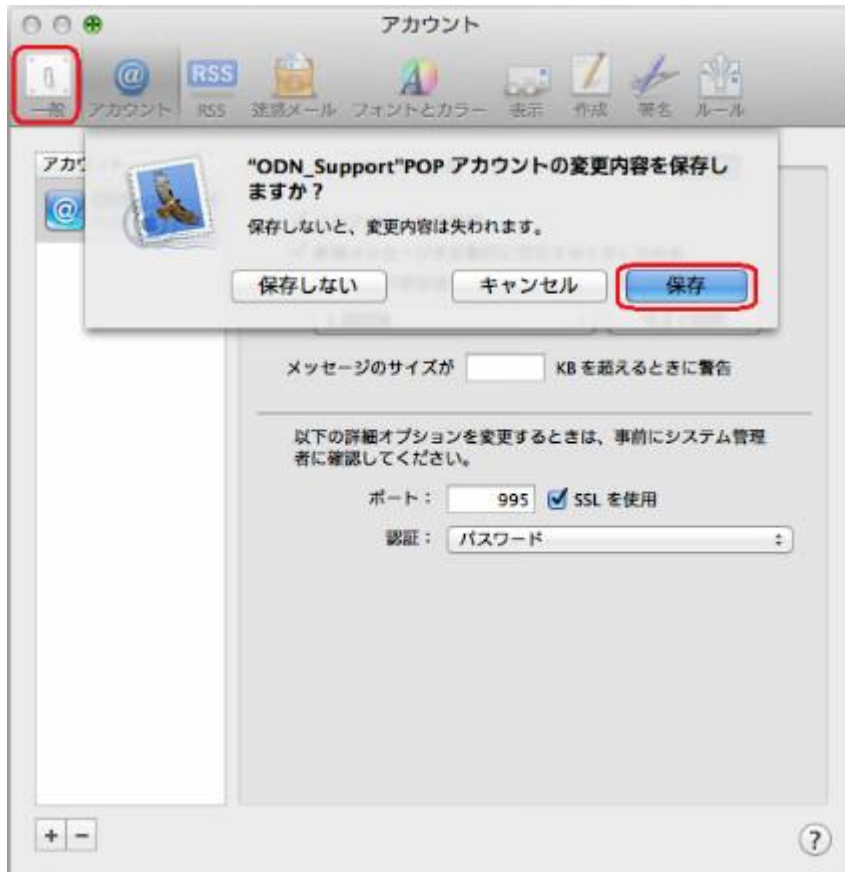 アカウント
一般 アカウント RSS 迷惑メール フォントとカラー 表示 作成 署名 ルール
RSS
"ODN_Support"POP アカウントの変更内容を保存し
ますか？
保存しないと、変更内容は失われます。
保存しない キャンセル 保存
メッセージのサイズが KB を超えるときに警告
以下の詳細オプションを変更するときは、事前にシステム管理
者に確認してください。
ポート： 995 SSL を使用
認証： パスワード